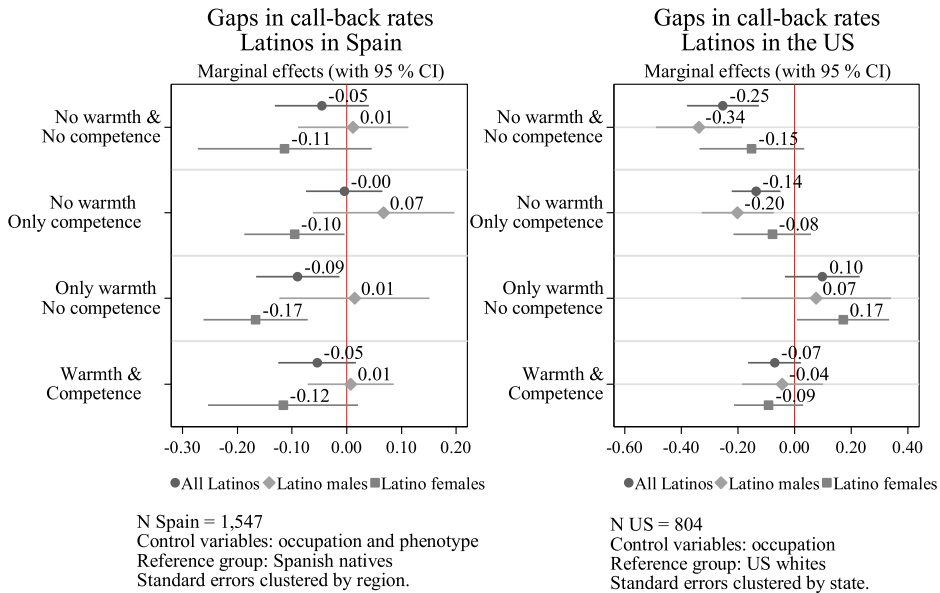 Gaps in call-back rates
Latinos in Spain
Marginal effects (with 95 % CI)
No warmth &
No competence
-0.05
0.01
-0.11
No warmth
Only competence
-0.00
0.07
-0.10
Only warmth
No competence
-0.09
0.01
-0.17
Warmth &
Competence
-0.05
0.01
-0.12
-0.30 -0.20 -0.10 0.00 0.10 0.20
All Latinos Latino males Latino females
N Spain = 1,547
Control variables: occupation and phenotype
Reference group: Spanish natives
Standard errors clustered by region.
Gaps in call-back rates
Latinos in the US
Marginal effects (with 95 % CI)
No warmth &
No competence
-0.25
-0.34
-0.15
No warmth
Only competence
-0.14
-0.20
-0.08
Only warmth
No competence
0.10
0.07
0.17
Warmth &
Competence
-0.07
-0.04
-0.09
-0.60 -0.40 -0.20 0.00 0.20 0.40
All Latinos Latino males Latino females
N US = 804
Control variables: occupation
Reference group: US whites
Standard errors clustered by state.